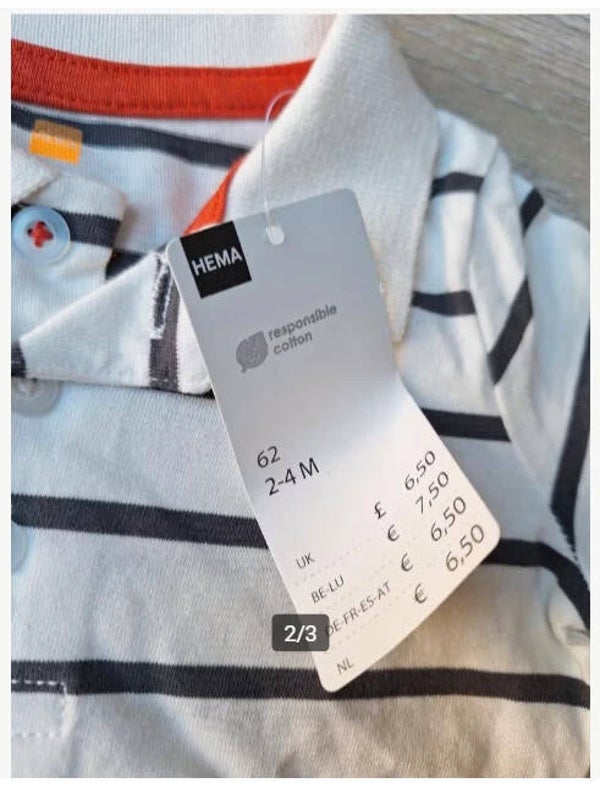 HEMA
responsible
cotton
62
2-4 M
UK £ 6,50
BE-LU € 7,50
DE-FR-ES-AT € 6,50
NL € 6,50
2/3